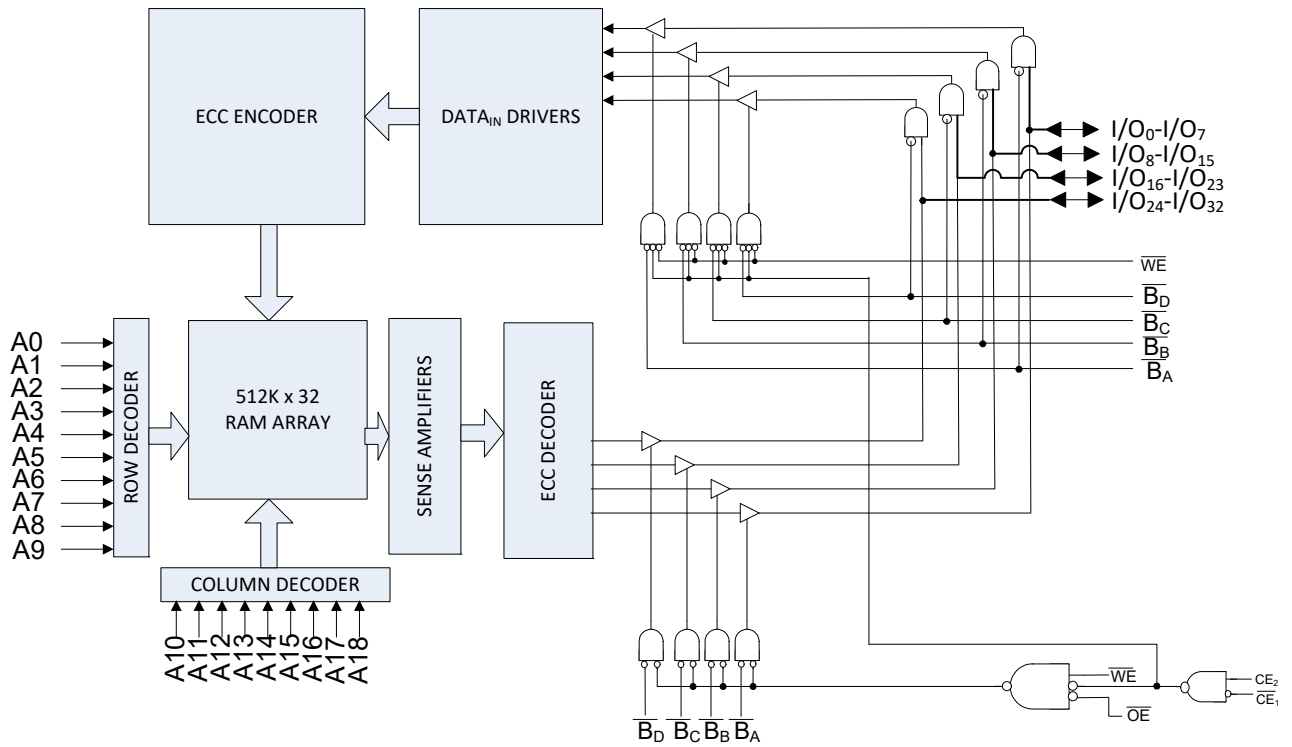 ECC ENCODER
DATAIN DRIVERS
I/O0-I/O7
I/O8-I/O15
I/O16-I/O23
I/O24-I/O32
WE
BD
BC
BB
BA
A0
A1
A2
A3
A4
A5
A6
A7
A8
A9
ROW DECODER
512K x 32
RAM ARRAY
SENSE AMPLIFIERS
ECC DECODER
COLUMN DECODER
A10
A11
A12
A13
A14
A15
A16
A17
A18
BD
BC
BB
BA
WE
OE
CE2
CE1